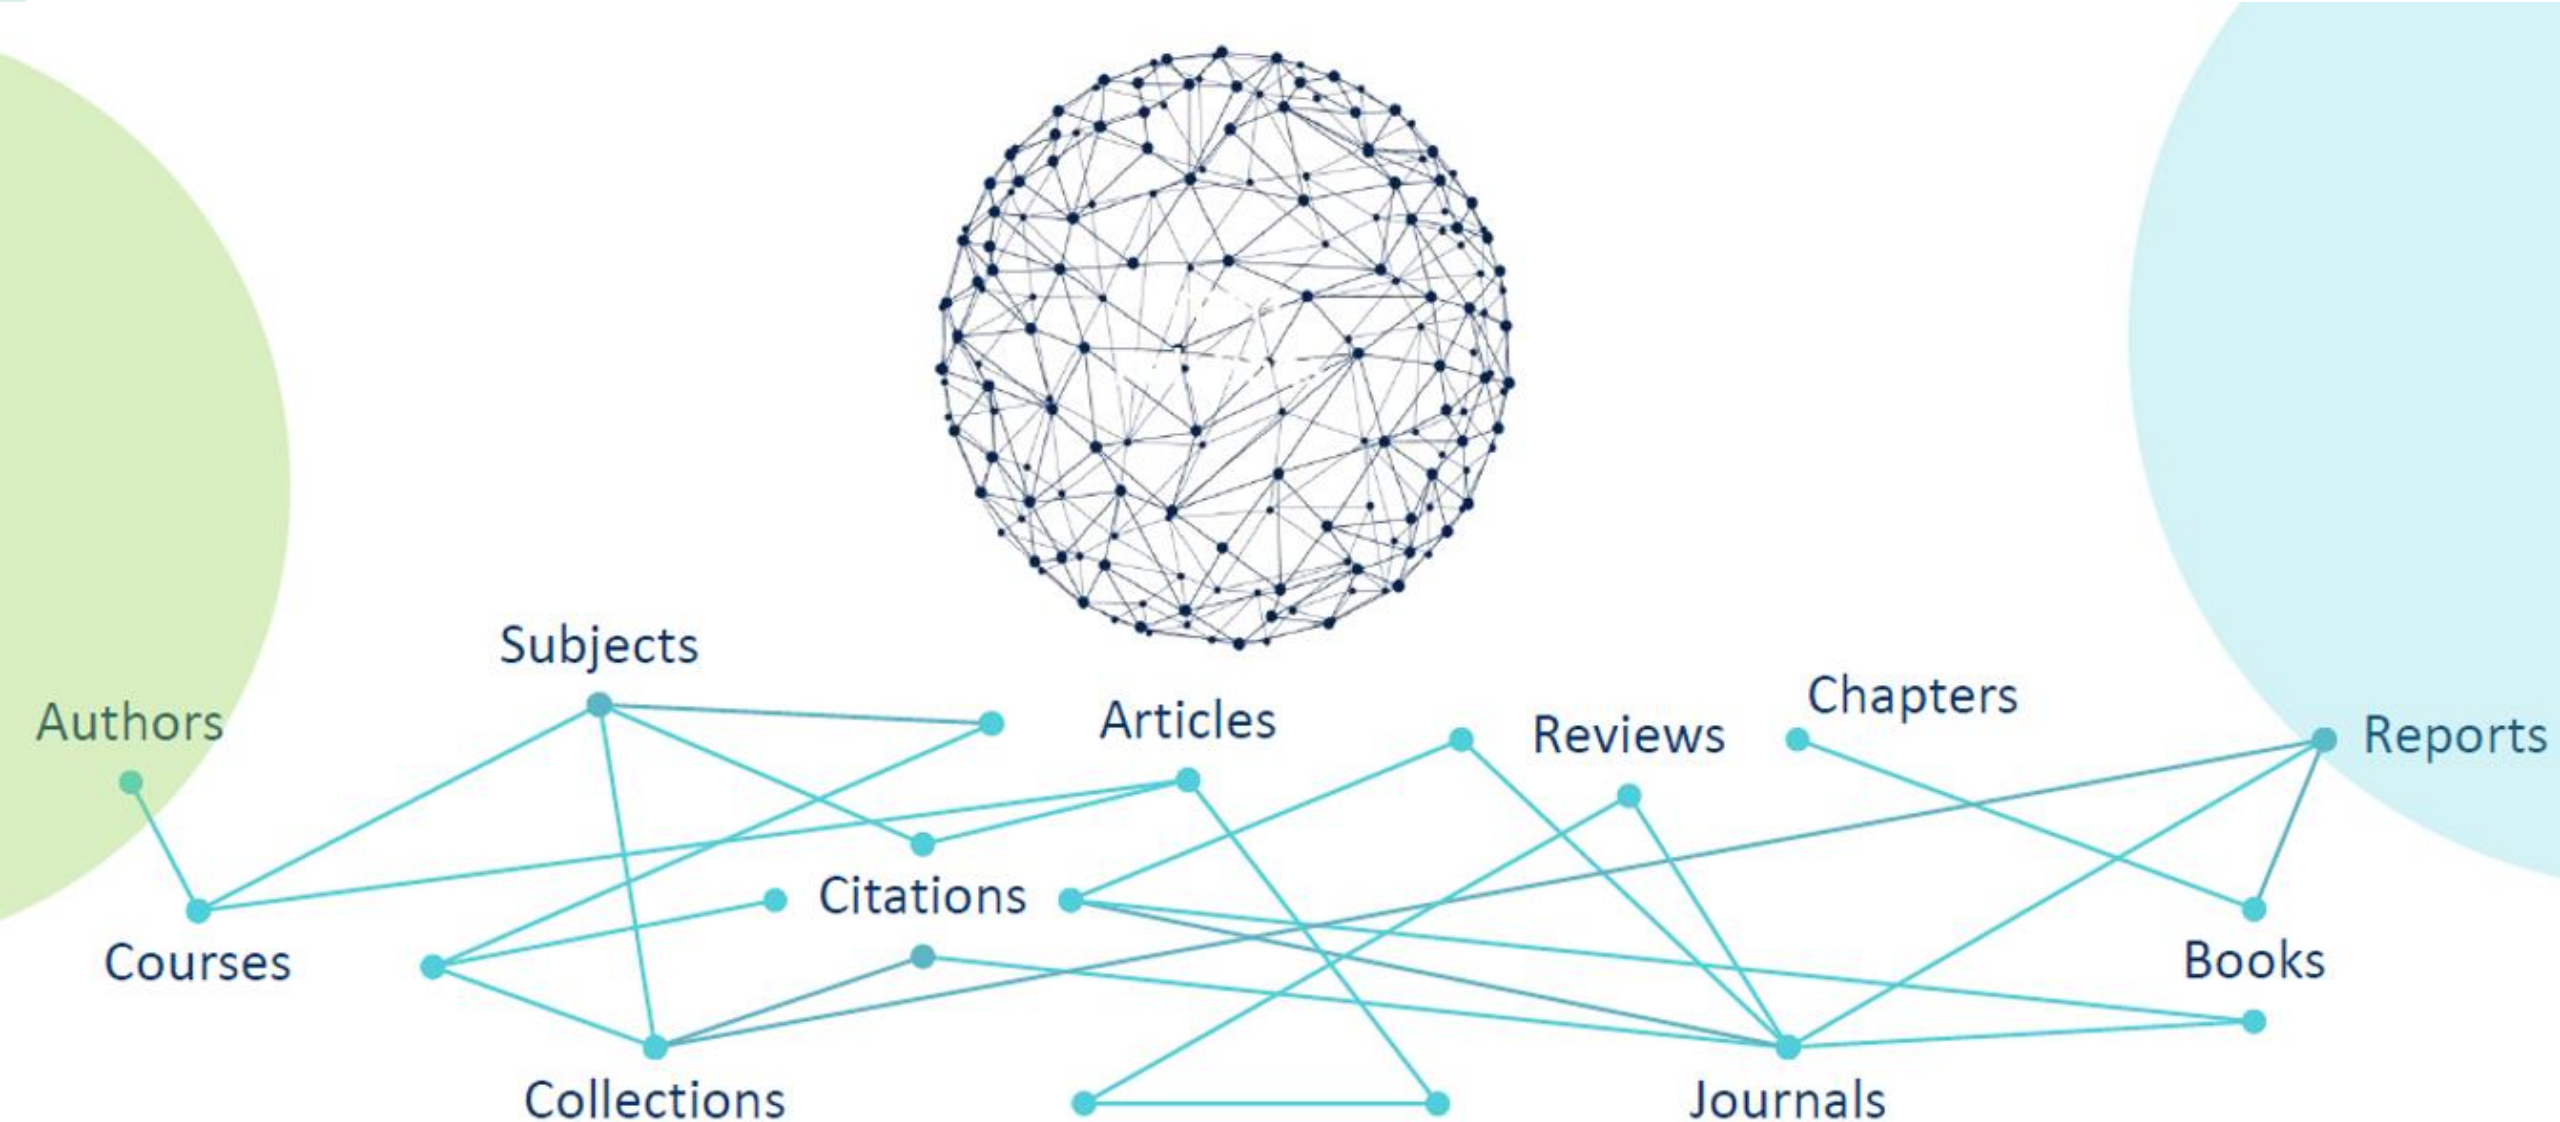 Subjects
Authors
Articles
Reviews
Chapters
Reports
Citations
Courses
Books
Collections
Journals